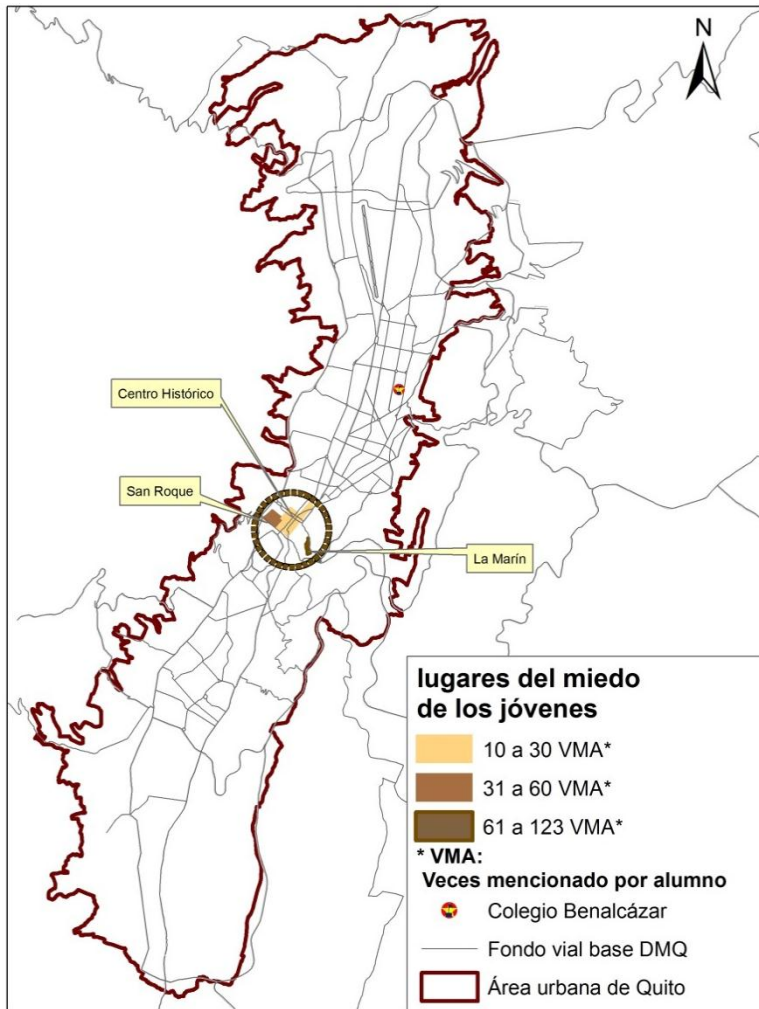 N
Centro Histórico
San Roque
La Marín
lugares del miedo
de los jóvenes
10 a 30 VMA*
31 a 60 VMA*
61 a 123 VMA*
* VMA:
Veces mencionado por alumno
Colegio Benalcázar
Fondo vial base DMQ
Área urbana de Quito